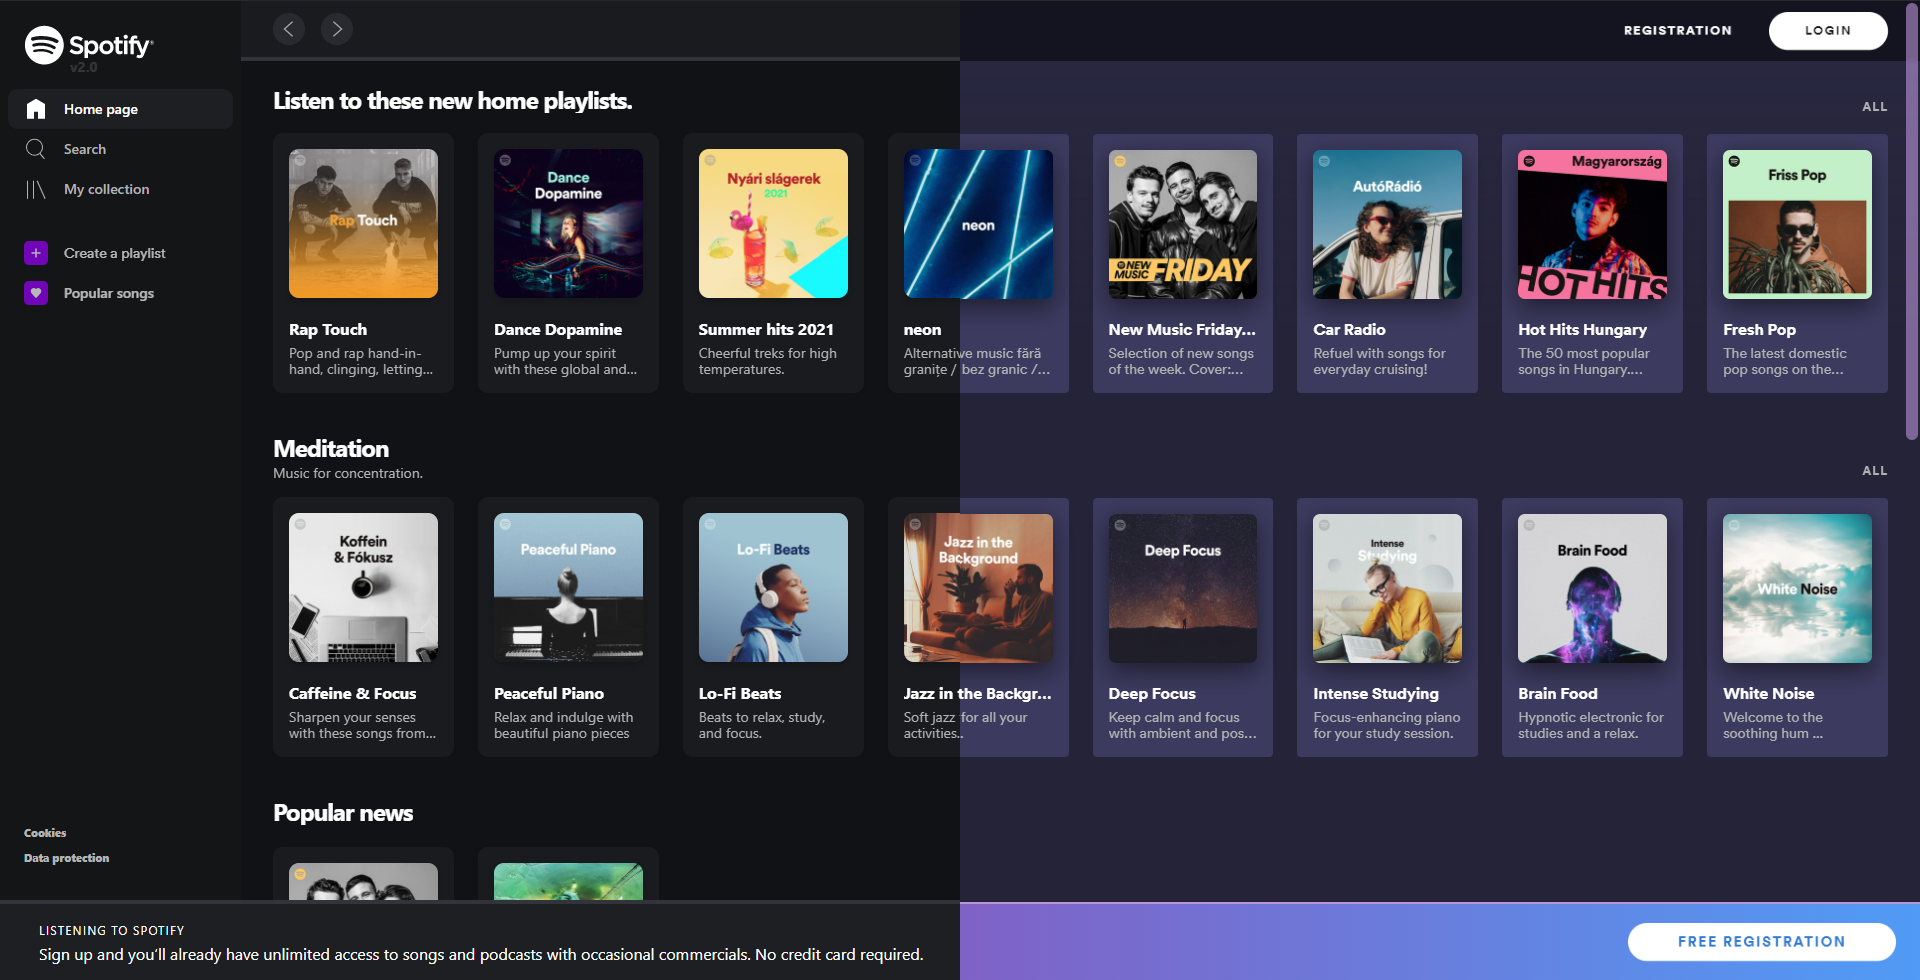 Spotify
v2.0
Home page
Search
My collection
Create a playlist
Popular songs
Cookies
Data protection
REGISTRATION
LOGIN
Listen to these new home playlists.
ALL
Rap Touch
Dance
Dopamine
Nyári slágerek
2021
neon
NEW
MUSIC FRIDAY
AutóRádió
Magyarország
HOT HITS
Friss Pop
Rap Touch
Pop and rap hand-in-
hand, clinging, letting...
Dance Dopamine
Pump up your spirit
with these global and...
Summer hits 2021
Cheerful treks for high
temperatures.
neon
Alternative music fără
granițe / bez granic /...
New Music Friday...
Selection of new songs
of the week. Cover:...
Car Radio
Refuel with songs for
everyday cruising!
Hot Hits Hungary
The 50 most popular
songs in Hungary....
Fresh Pop
The latest domestic
pop songs on the...
Meditation
Music for concentration.
ALL
Koffein
& Fókusz
Peaceful Piano
Lo-Fi Beats
Jazz in the
Background
Deep Focus
Intense
Studying
Brain Food
White Noise
Caffeine & Focus
Sharpen your senses
with these songs from...
Peaceful Piano
Relax and indulge with
beautiful piano pieces
Lo-Fi Beats
Beats to relax, study,
and focus.
Jazz in the Backgr...
Soft jazz for all your
activities..
Deep Focus
Keep calm and focus
with ambient and pos...
Intense Studying
Focus-enhancing piano
for your study session.
Brain Food
Hypnotic electronic for
studies and a relax.
White Noise
Welcome to the
soothing hum ...
Popular news
LISTENING TO SPOTIFY
Sign up and you'll already have unlimited access to songs and podcasts with occasional commercials. No credit card required.
FREE REGISTRATION